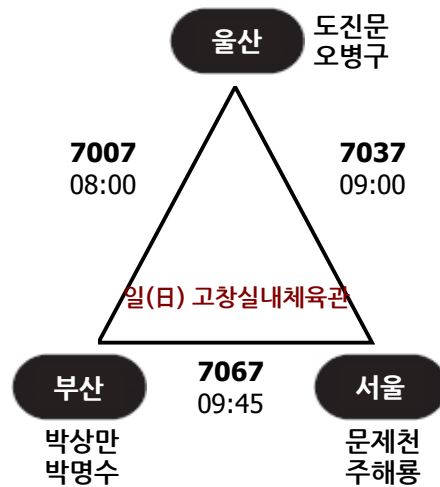 울산
도진문
오병구
7007
08:00
7037
09:00
일(日) 고창실내체육관
부산
7067
09:45
서울
박상만
박명수
문제천
주해룡